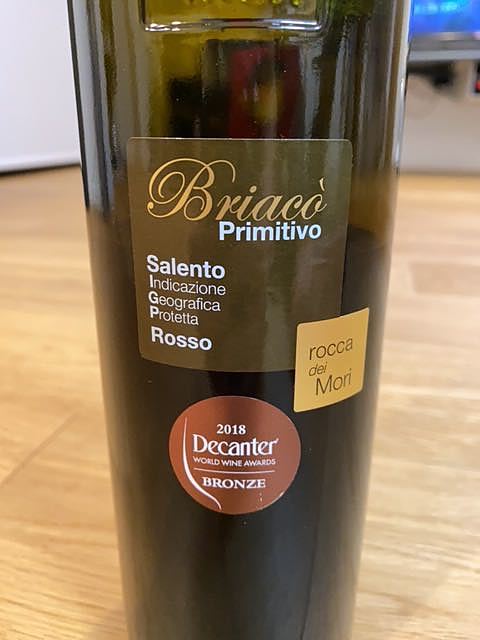 Briacò
Primitivo
Salento
Indicazione
Geografica
Protetta
Rosso
rocca
dei
Mori
2018
Decanter
WORLD WINE AWARDS
BRONZE